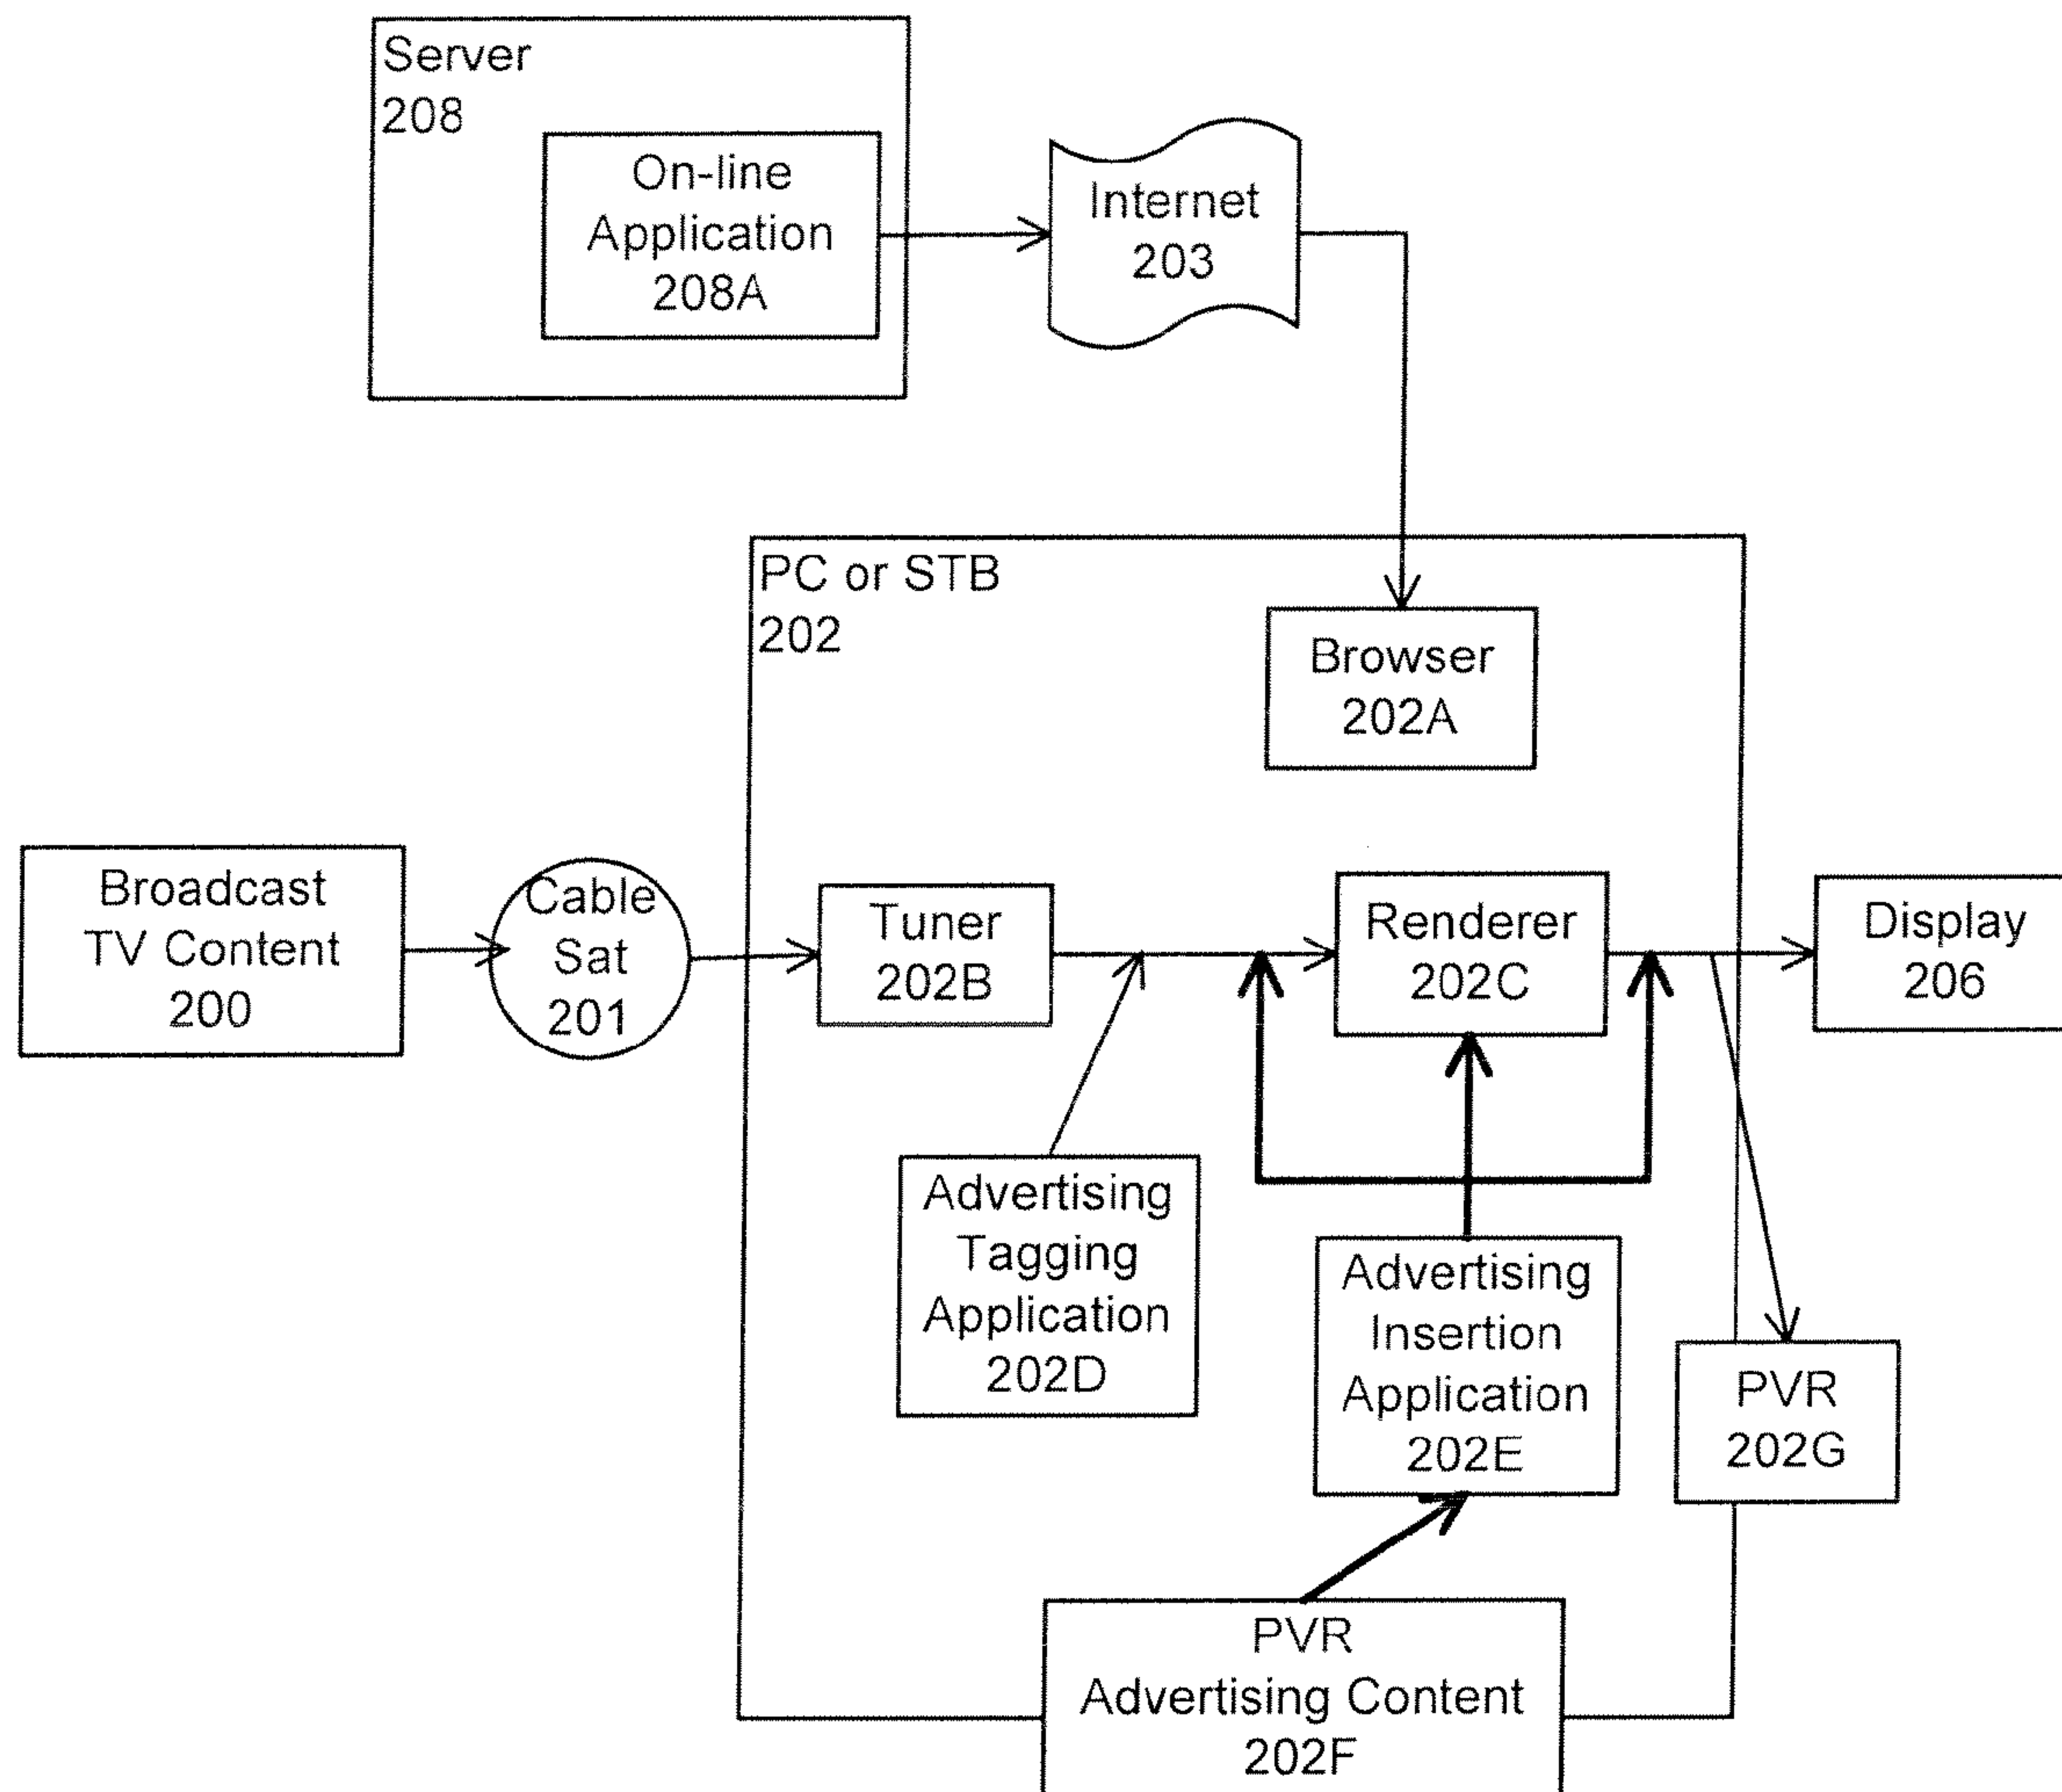 Server
208
On-line
Application
208A
Internet
203
PC or STB
202
Browser
202A
Broadcast
TV Content
200
Cable
Sat
201
Tuner
202B
Renderer
202C
Display
206
Advertising
Tagging
Application
202D
Advertising
Insertion
Application
202E
PVR
202G
PVR
Advertising Content
202F